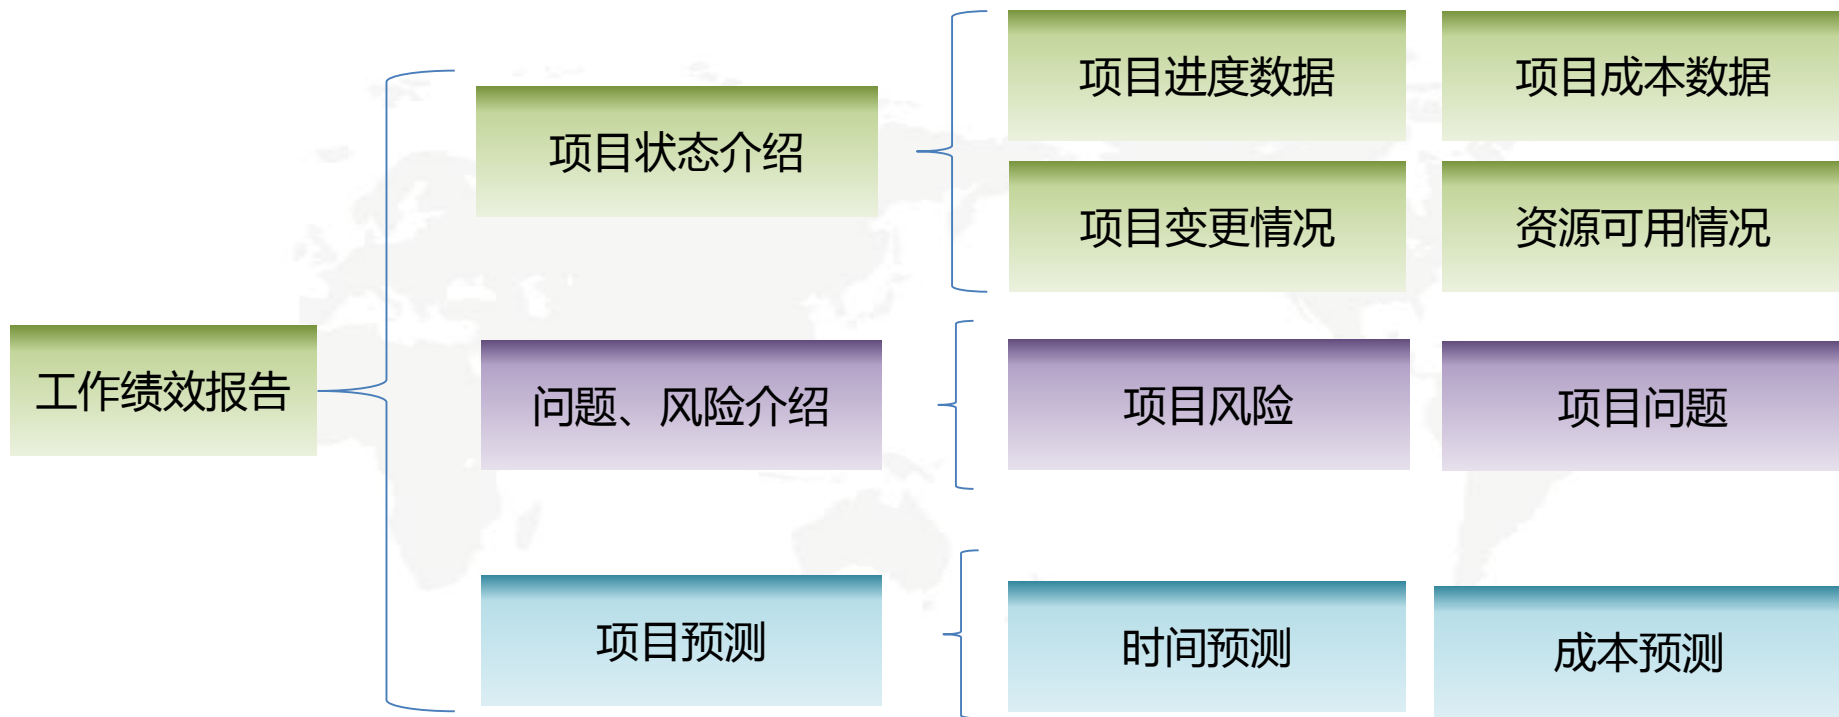 工作绩效报告
项目状态介绍
项目进度数据
项目成本数据
项目变更情况
资源可用情况
问题、风险介绍
项目风险
项目问题
项目预测
时间预测
成本预测